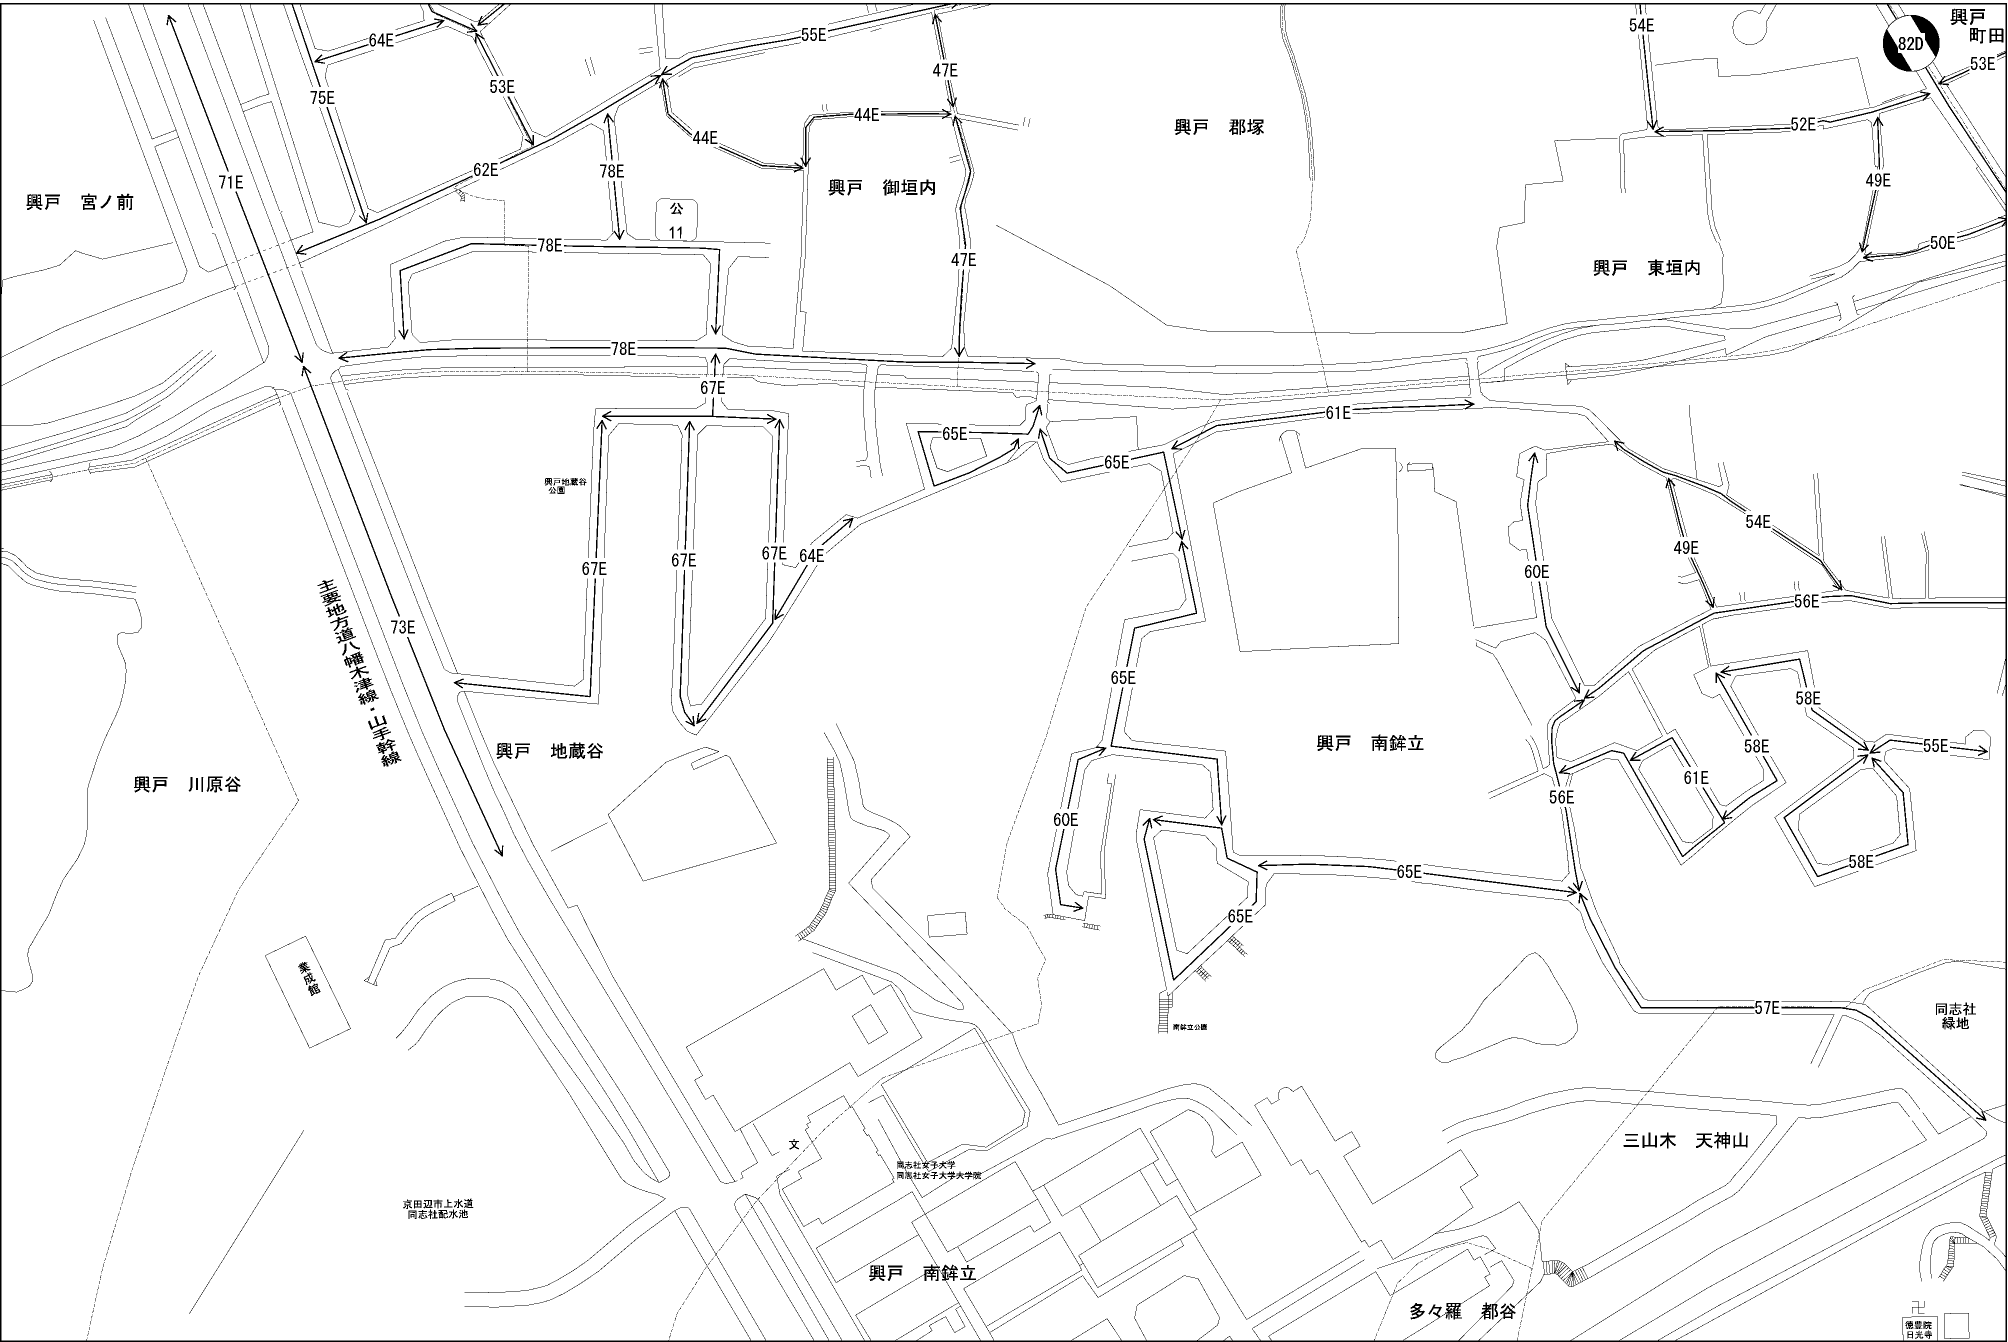 64E
55E
54E
興戸
町田
82D
53E
47E
53E
75E
44E
44E
興戸 郡塚
52E
62E
78E
71E
49E
興戸 宮ノ前
興戸 御垣内
公
11
78E
47E
50E
興戸 東垣内
78E
67E
61E
65E
65E
興戸地蔵谷
公園
54E
49E
67E
67E
67E
64E
60E
56E
73E
主要地方道八幡木津線・山手幹線
65E
58E
興戸 地蔵谷
興戸 南鉾立
58E
55E
興戸 川原谷
61E
56E
60E
58E
65E
65E
業成館
57E
同志社
緑地
南鉾立公園
文
三山木 天神山
同志社女子大学
同志社女子大学大学院
京田辺市上水道
同志社配水池
興戸 南鉾立
多々羅 都谷
卍
徳豊院
日光寺